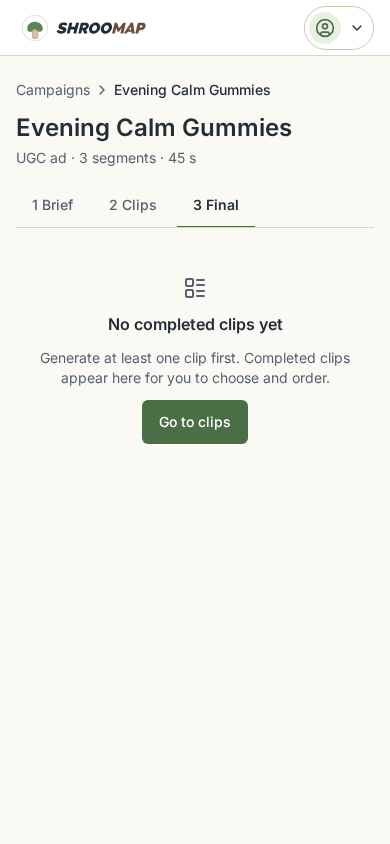 SHROOMAP
Campaigns > Evening Calm Gummies
Evening Calm Gummies
UGC ad · 3 segments · 45 s
1 Brief 2 Clips 3 Final
No completed clips yet
Generate at least one clip first. Completed clips
appear here for you to choose and order.
Go to clips